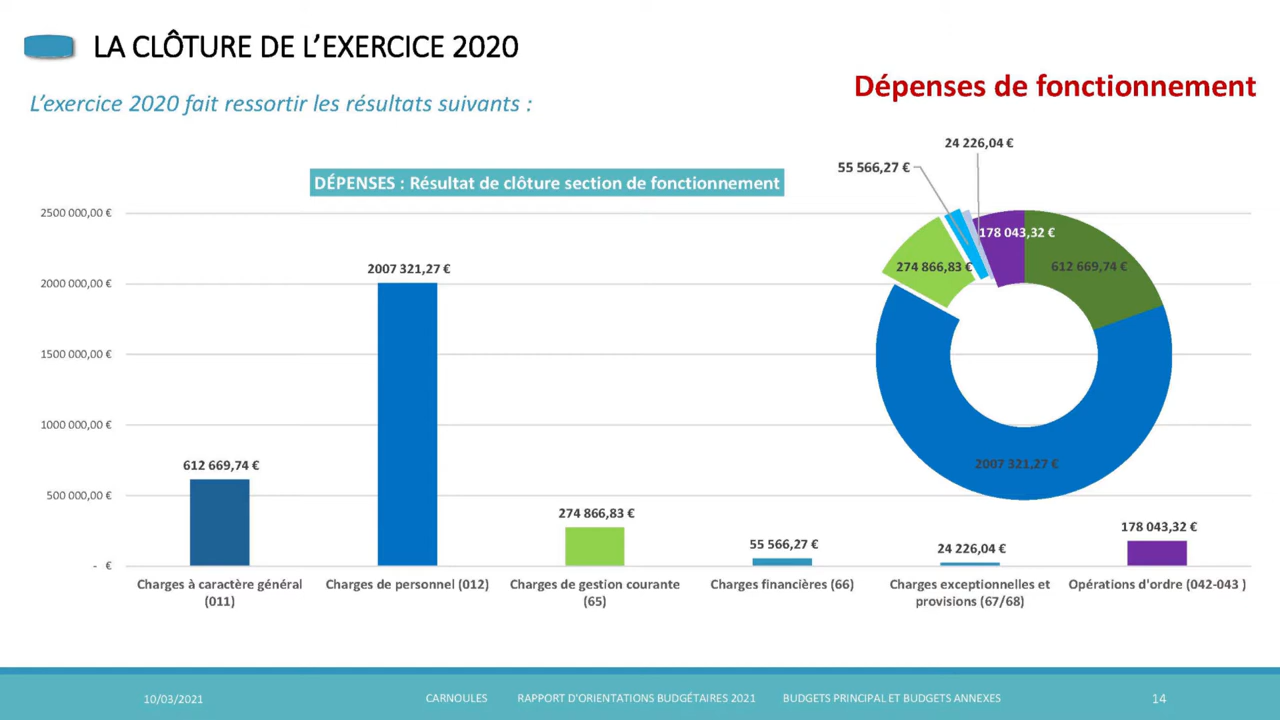 LA CLÔTURE DE L’EXERCICE 2020
L’exercice 2020 fait ressortir les résultats suivants :
Dépenses de fonctionnement
DÉPENSES : Résultat de clôture section de fonctionnement
2500 000,00 €
2000 000,00 €
1500 000,00 €
1000 000,00 €
500 000,00 €
- €
612 669,74 €
2007 321,27 €
274 866,83 €
55 566,27 €
24 226,04 €
178 043,32 €
Charges à caractère général
(011)
Charges de personnel (012)
Charges de gestion courante
(65)
Charges financières (66)
Charges exceptionnelles et
provisions (67/68)
Opérations d'ordre (042-043 )
24 226,04 €
55 566,27 €
178 043,32 €
274 866,83 €
612 669,74 €
2007 321,27 €
10/03/2021
CARNOULES RAPPORT D'ORIENTATIONS BUDGÉTAIRES 2021 BUDGETS PRINCIPAL ET BUDGETS ANNEXES
14